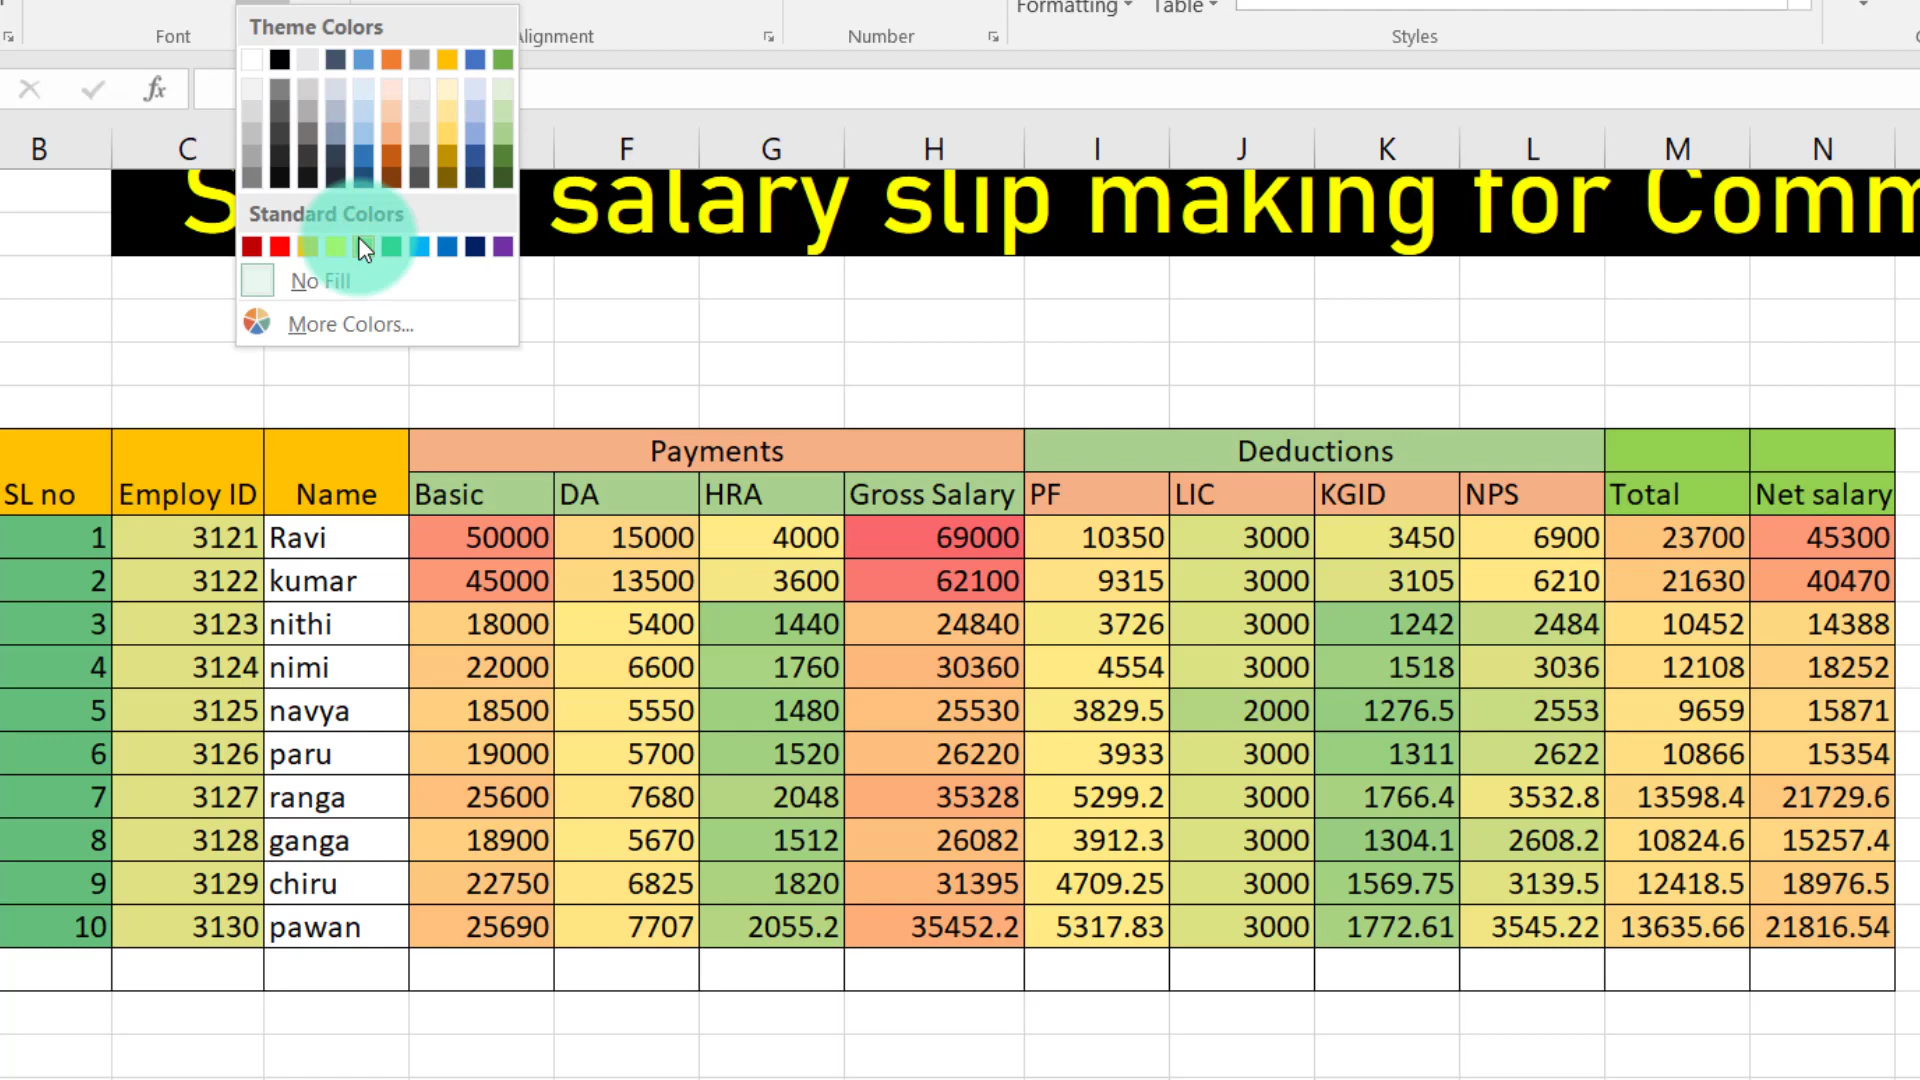 Formatting Table
Font Alignment Number Styles
Theme Colors
fx
B C F G H I J K L M N
S salary slip making for Comm
Standard Colors
No Fill
More Colors...
Payments Deductions
SL no Employ ID Name Basic DA HRA Gross Salary PF LIC KGID NPS Total Net salary
1 3121 Ravi 50000 15000 4000 69000 10350 3000 3450 6900 23700 45300
2 3122 kumar 45000 13500 3600 62100 9315 3000 3105 6210 21630 40470
3 3123 nithi 18000 5400 1440 24840 3726 3000 1242 2484 10452 14388
4 3124 nimi 22000 6600 1760 30360 4554 3000 1518 3036 12108 18252
5 3125 navya 18500 5550 1480 25530 3829.5 2000 1276.5 2553 9659 15871
6 3126 paru 19000 5700 1520 26220 3933 3000 1311 2622 10866 15354
7 3127 ranga 25600 7680 2048 35328 5299.2 3000 1766.4 3532.8 13598.4 21729.6
8 3128 ganga 18900 5670 1512 26082 3912.3 3000 1304.1 2608.2 10824.6 15257.4
9 3129 chiru 22750 6825 1820 31395 4709.25 3000 1569.75 3139.5 12418.5 18976.5
10 3130 pawan 25690 7707 2055.2 35452.2 5317.83 3000 1772.61 3545.22 13635.66 21816.54